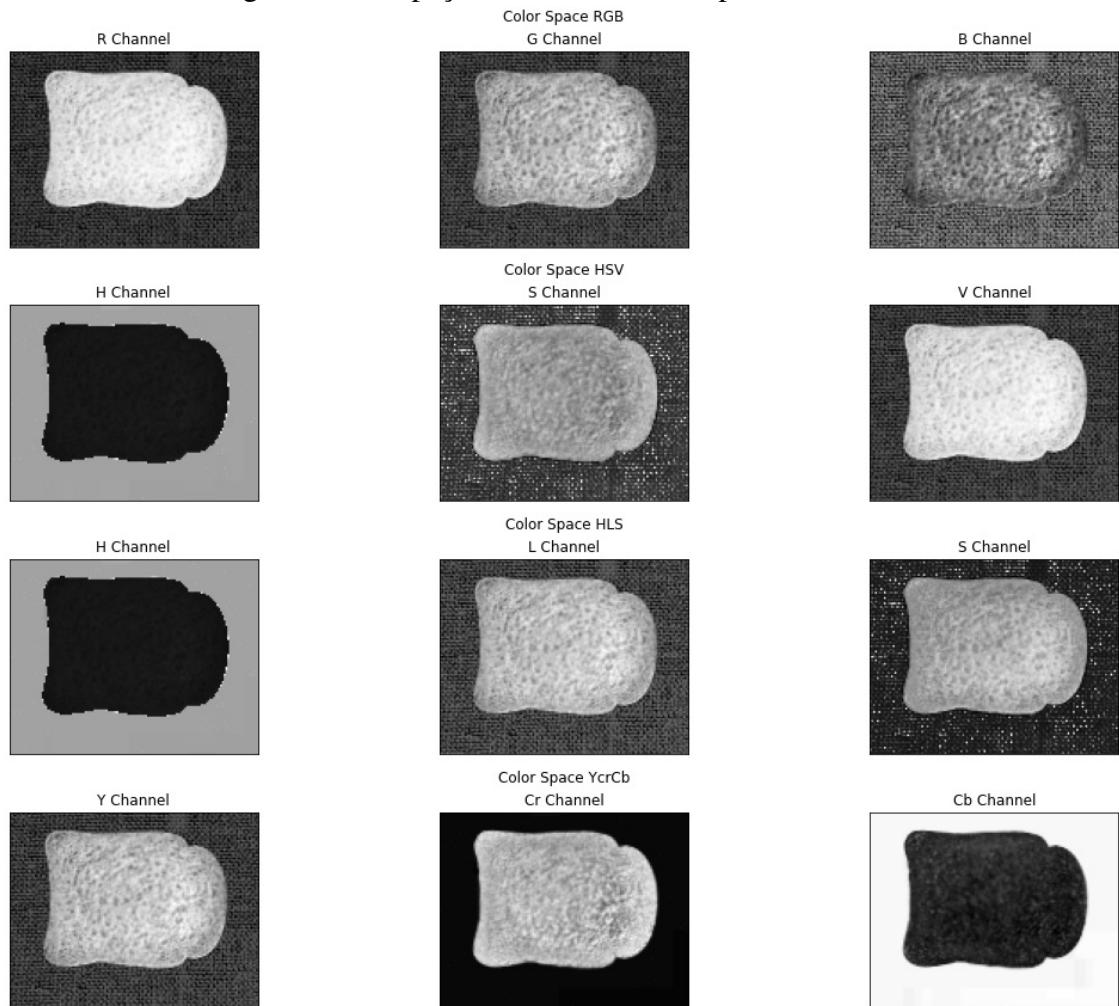 Color Space RGB
R Channel G Channel B Channel
Color Space HSV
H Channel S Channel V Channel
Color Space HLS
H Channel L Channel S Channel
Color Space YcrCb
Y Channel Cr Channel Cb Channel